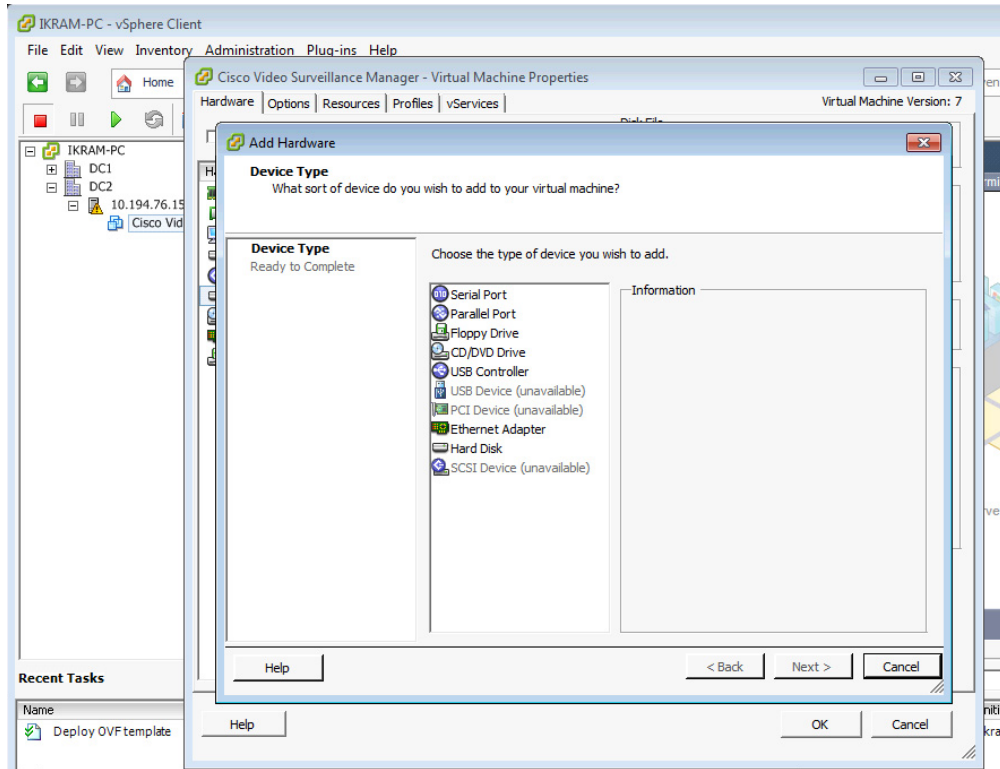 IKRAM-PC - vSphere Client
File Edit View Inventory Administration Plug-ins Help
Home
Cisco Video Surveillance Manager - Virtual Machine Properties
Hardware Options Resources Profiles vServices
Virtual Machine Version: 7
Add Hardware
Device Type
What sort of device do you wish to add to your virtual machine?
IKRAM-PC
DC1
DC2
10.194.76.15
Cisco Vid
Device Type
Ready to Complete
Choose the type of device you wish to add.
Serial Port
Parallel Port
Floppy Drive
CD/DVD Drive
USB Controller
USB Device (unavailable)
PCI Device (unavailable)
Ethernet Adapter
Hard Disk
SCSI Device (unavailable)
Information
Help
< Back
Next >
Cancel
Recent Tasks
Name
Deploy OVF template
Help
OK
Cancel